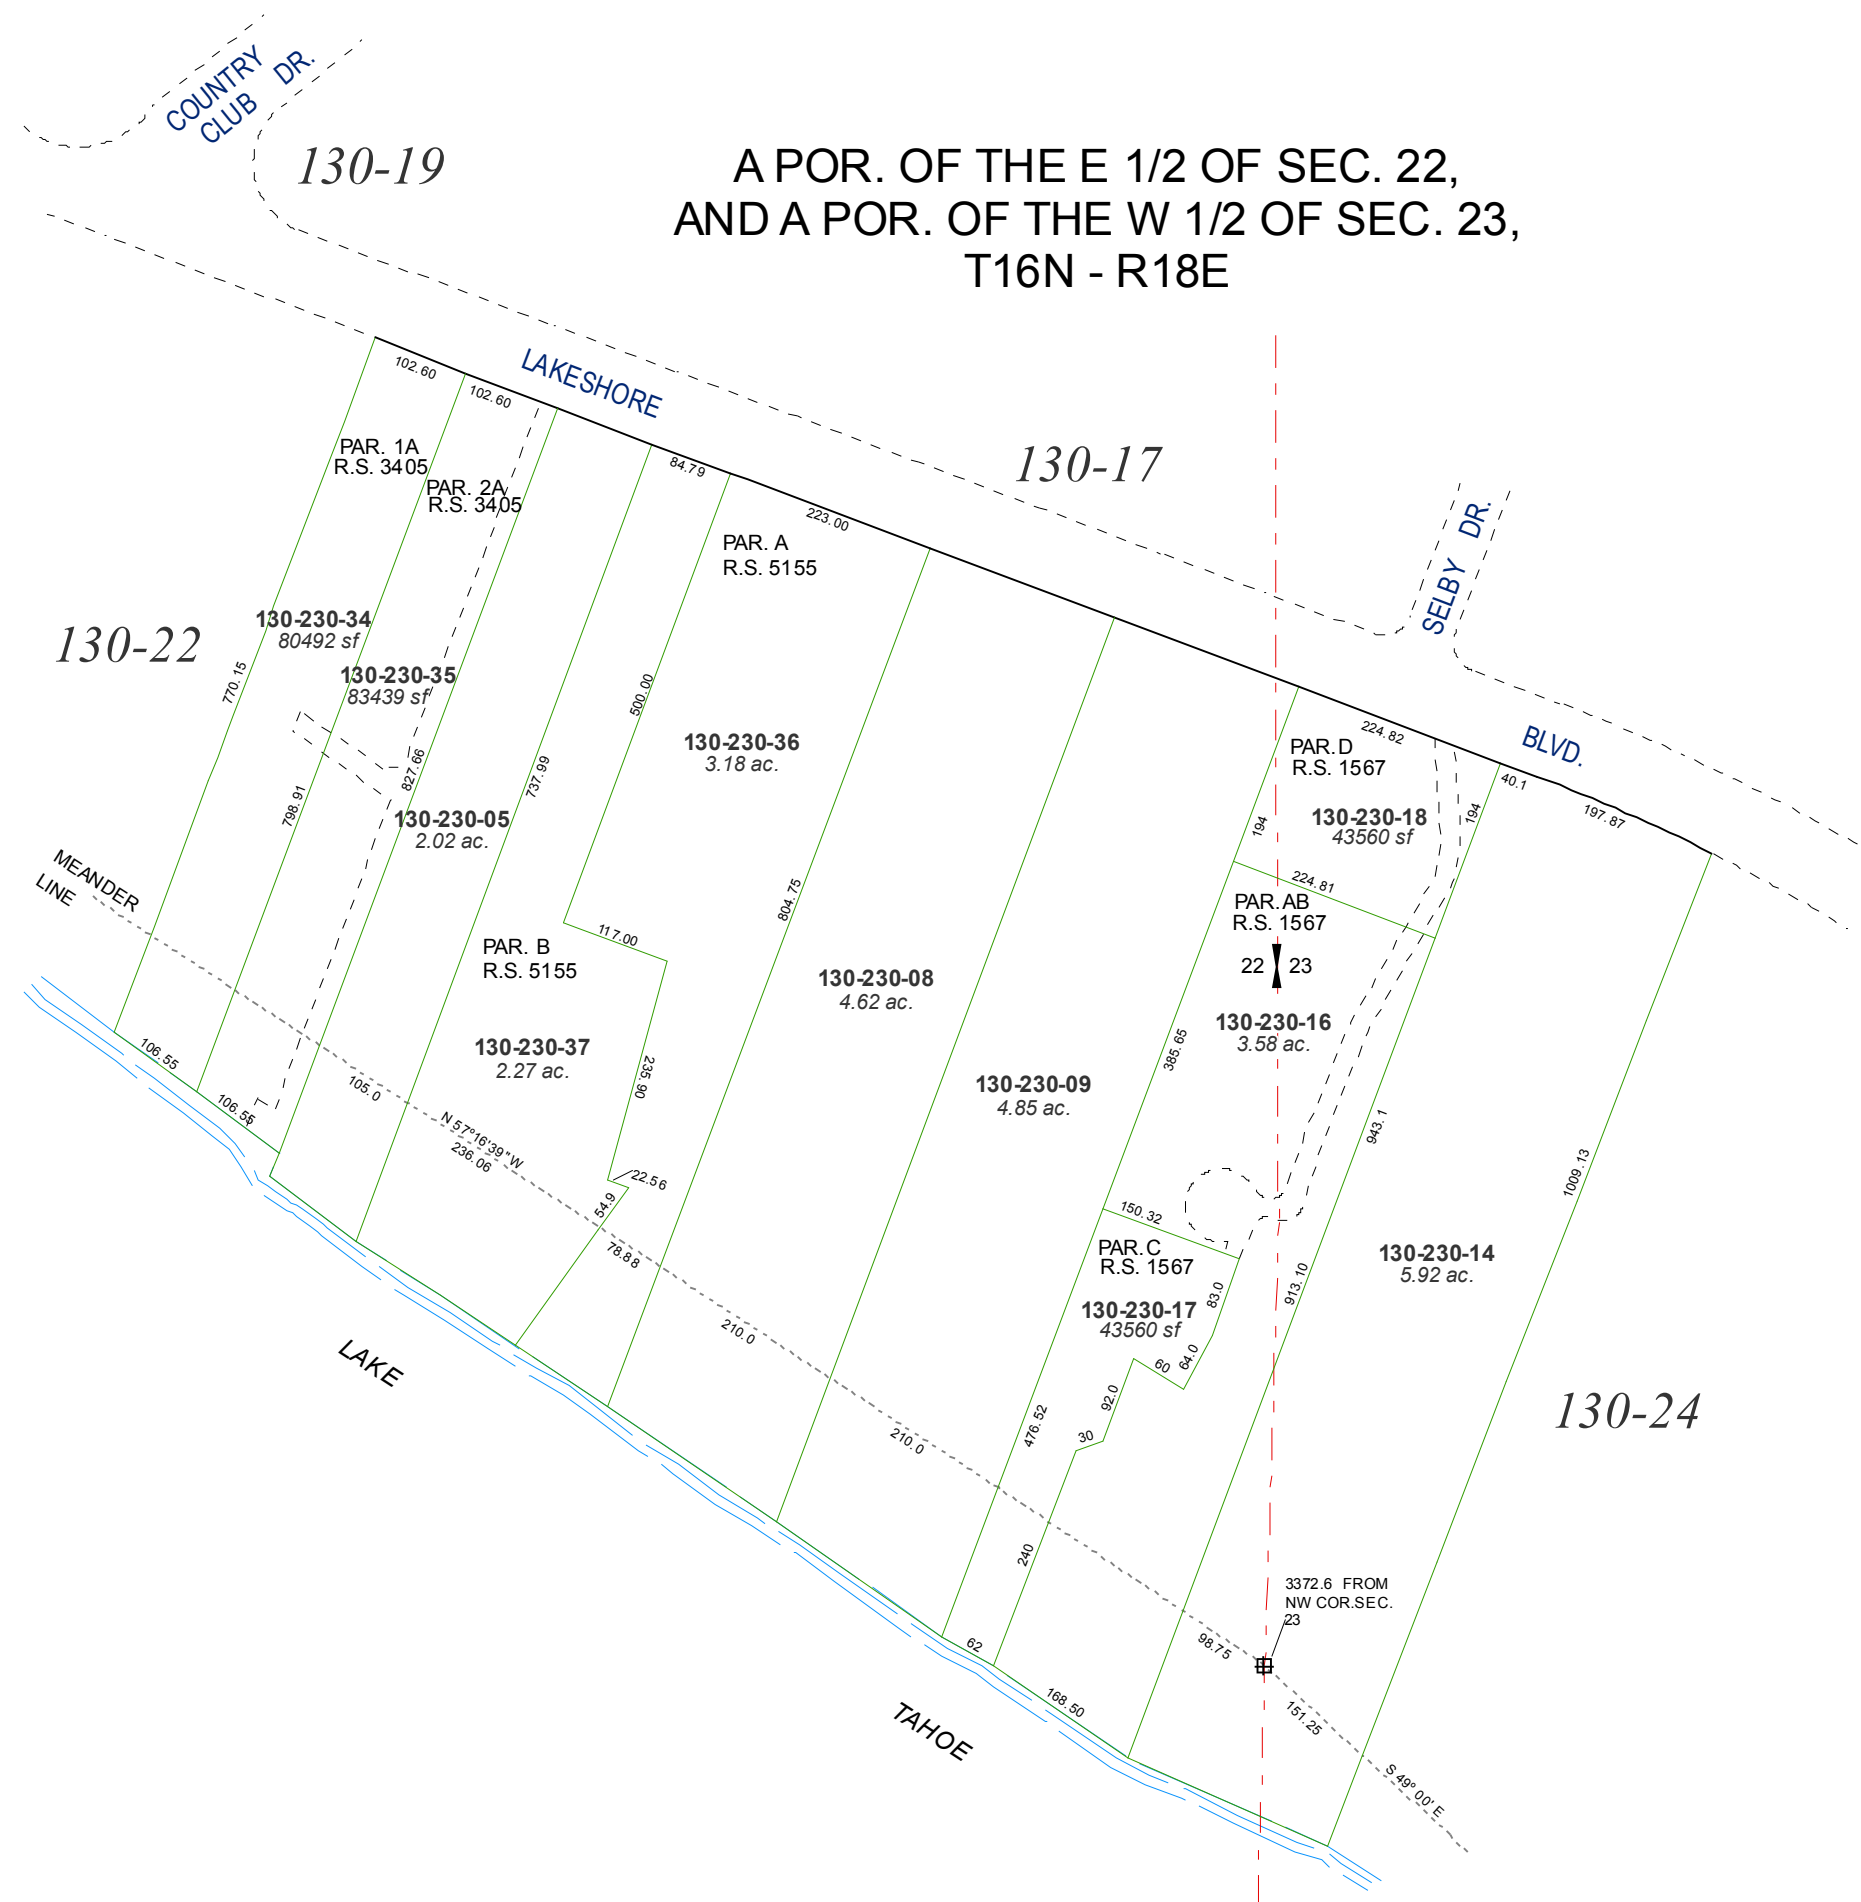 COUNTRY
CLUB DR.
130-19
A POR. OF THE E 1/2 OF SEC. 22,
AND A POR. OF THE W 1/2 OF SEC. 23,
T16N - R18E
102.60
102.60
LAKESHORE
84.79
223.00
130-17
SELBY DR.
BLVD.
PAR. 1A
R.S. 3405
PAR. 2A
R.S. 3405
PAR. A
R.S. 5155
130-22
130-230-34
80492 sf
130-230-35
83439 sf
770.15
798.91
827.66
737.99
500.00
130-230-36
3.18 ac.
224.82
PAR.D
R.S. 1567
40.1
197.87
130-230-18
43560 sf
194
194
130-230-05
2.02 ac.
MEANDER
LINE
804.75
224.81
PAR.AB
R.S. 1567
22 23
117.00
PAR. B
R.S. 5155
130-230-08
4.62 ac.
130-230-16
3.58 ac.
130-230-37
2.27 ac.
235.90
385.65
130-230-09
4.85 ac.
943.1
1009.13
106.55
106.55
105.0
N 57º16'39"W
236.06
22.56
54.9
78.88
150.32
PAR.C
R.S. 1567
130-230-17
43560 sf
83.0
913.10
130-230-14
5.92 ac.
210.0
60
64.0
92.0
30
476.52
210.0
240
130-24
LAKE
TAHOE
3372.6 FROM
NW COR.SEC.
23
62
98.75
168.50
151.25
S 49º 00' E